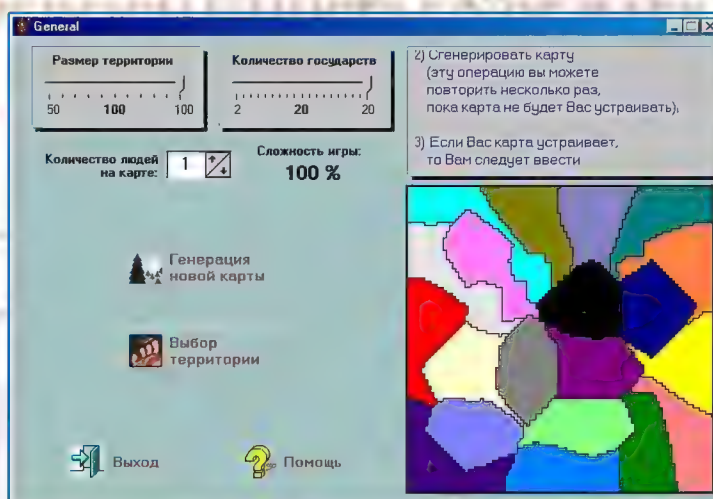 General
Размер территории
50 100 100
Количество государств
2 20 20
Количество людей
на карте:
1
Сложность игры:
100 %
2) Сгенерировать карту
(эту операцию вы можете
повторить несколько раз,
пока карта не будет Вас устраивать);
3) Если Вас карта устраивает,
то Вам следует ввести
Генерация
новой карты
Выбор
территории
Выход
Помощь